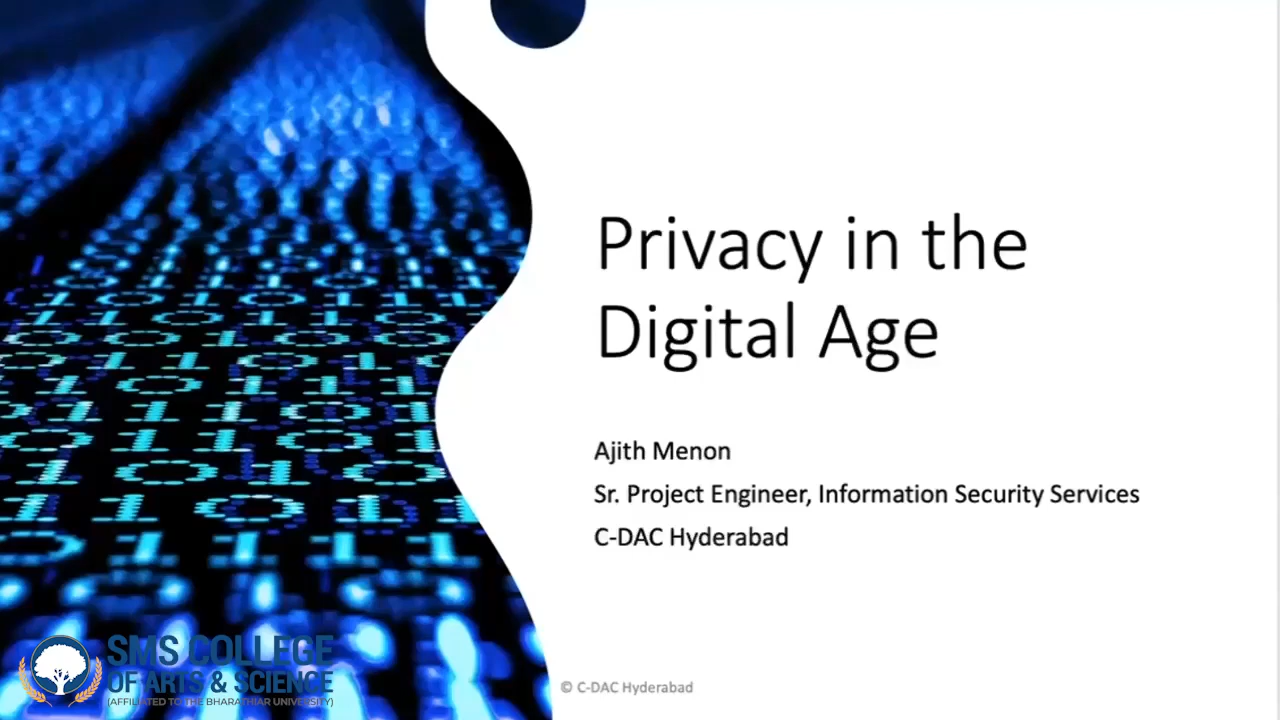 Privacy in the
Digital Age
Ajith Menon
Sr. Project Engineer, Information Security Services
C-DAC Hyderabad
SMS COLLEGE
OF ARTS & SCIENCE
(AFFILIATED TO THE BHARATHIAR UNIVERSITY)
© C-DAC Hyderabad